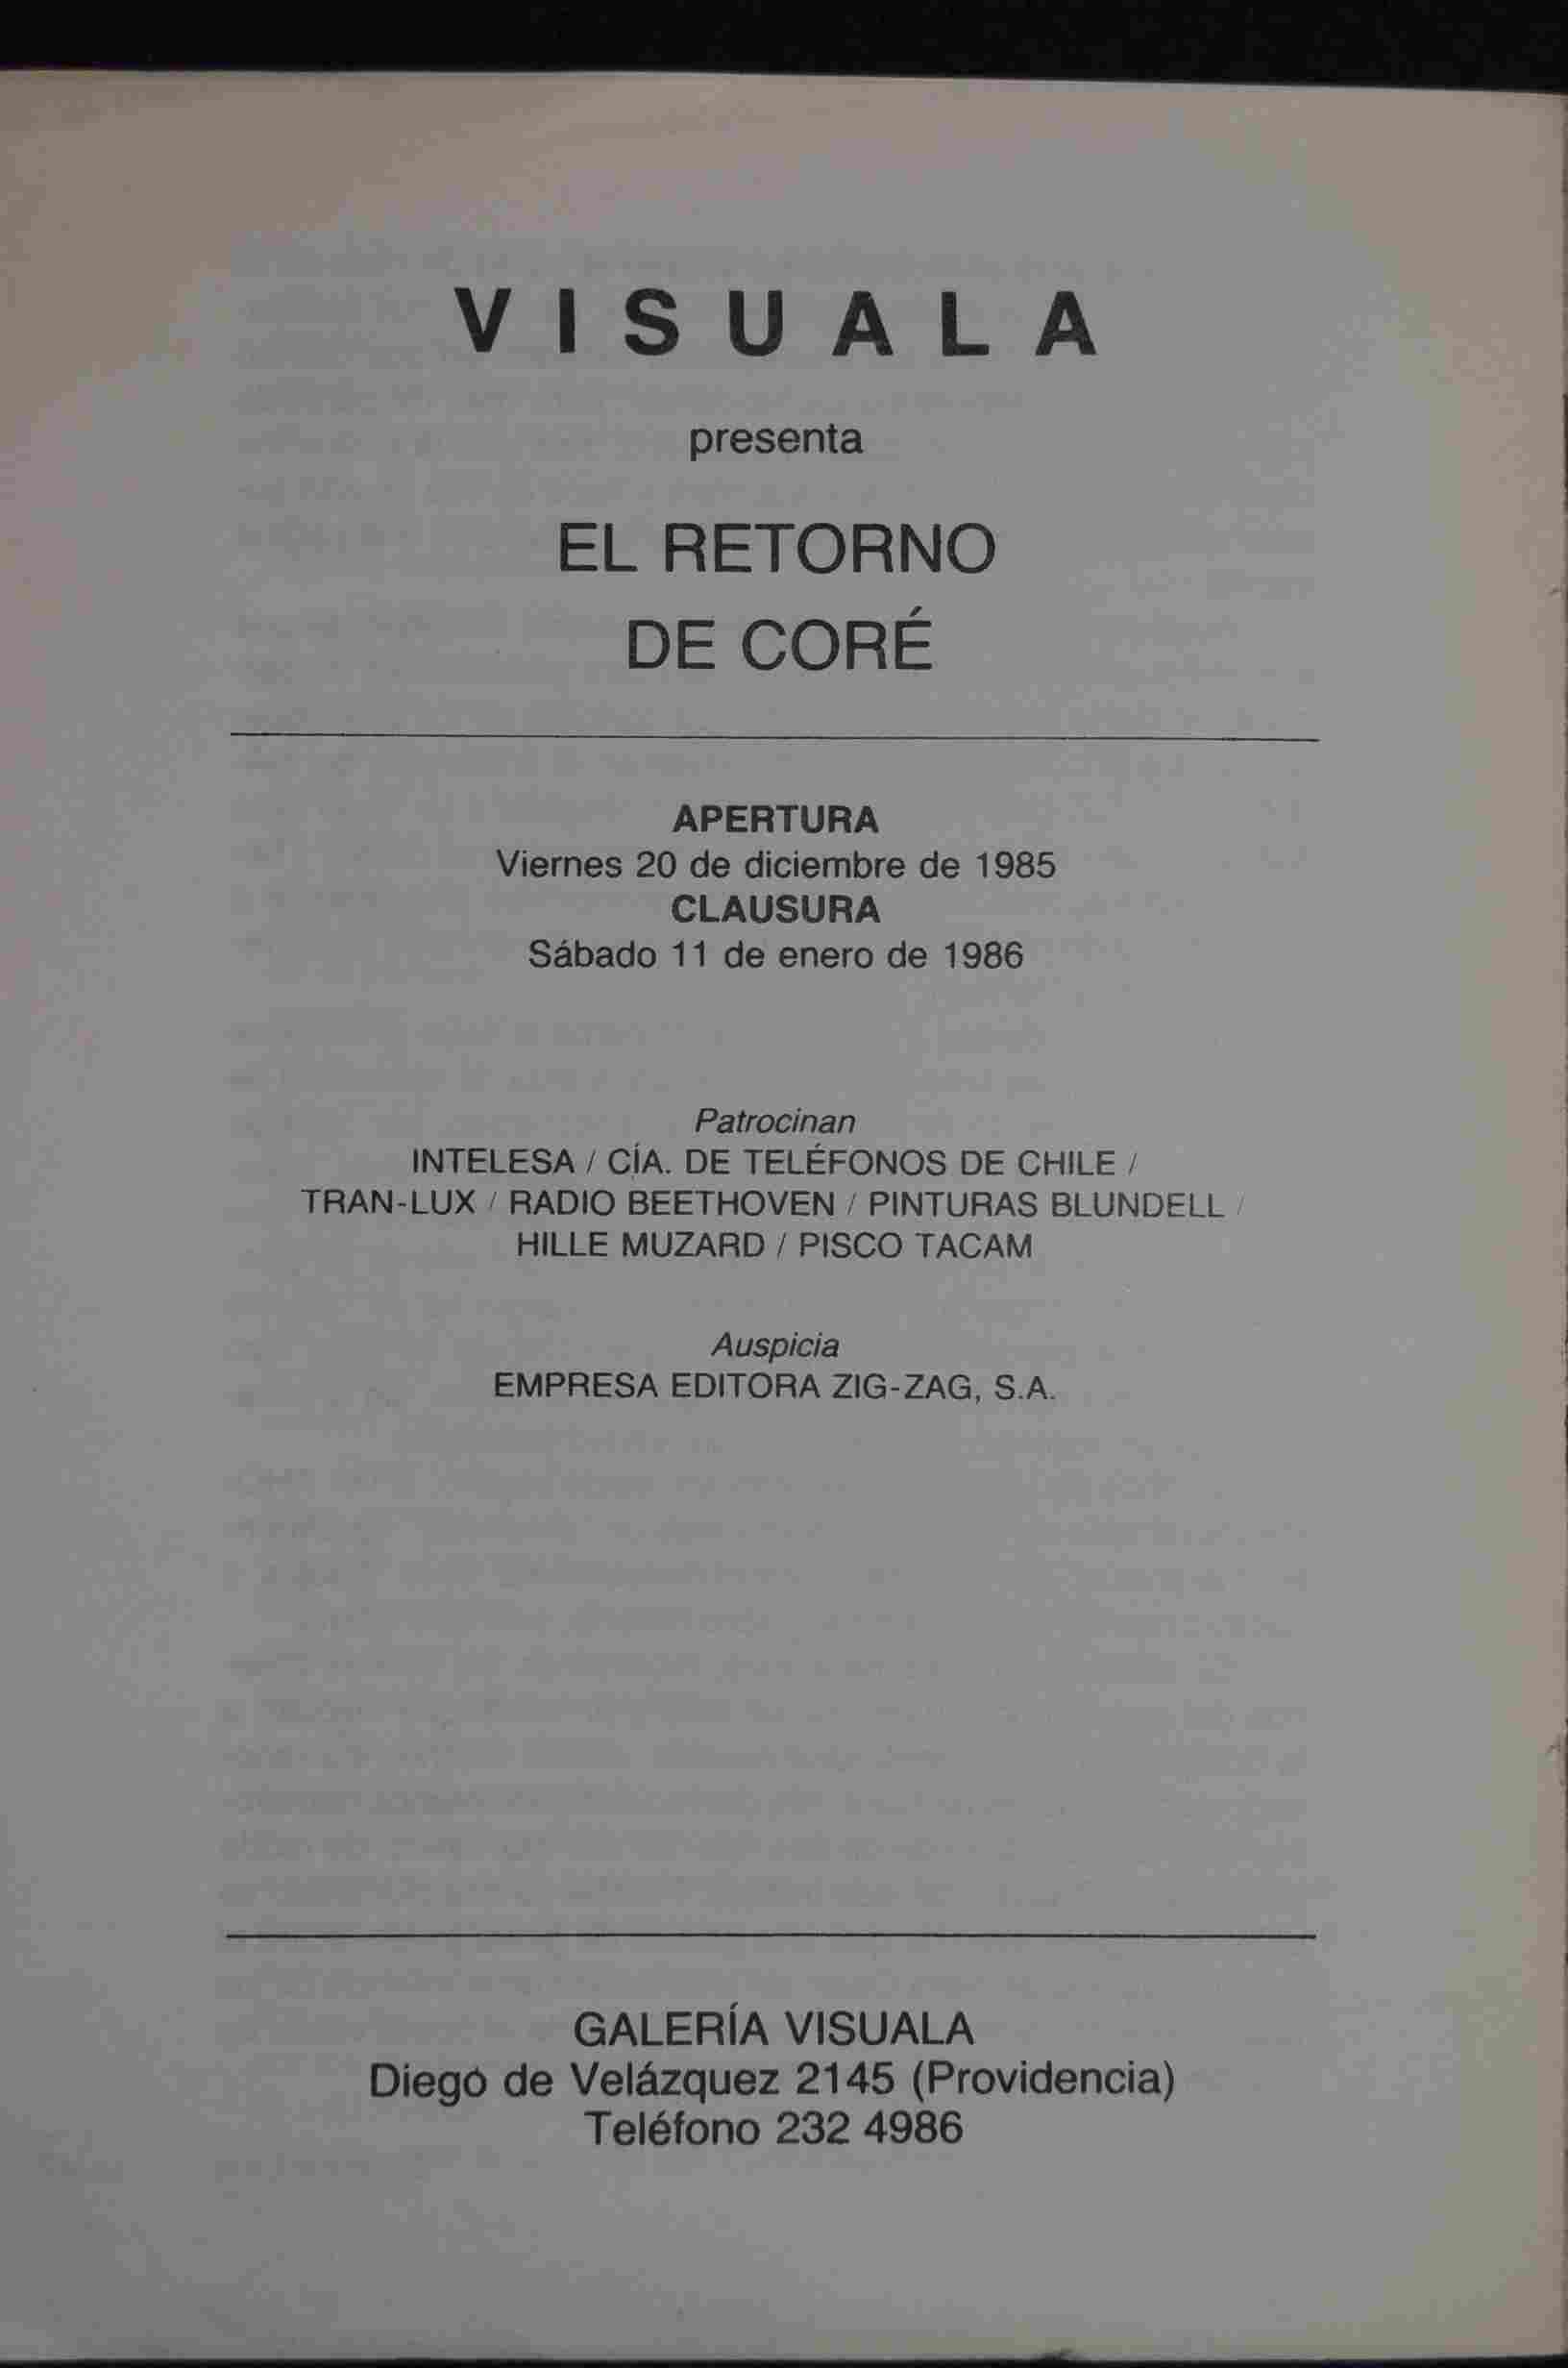 VISUALA
presenta
EL RETORNO
DE CORÉ
APERTURA
Viernes 20 de diciembre de 1985
CLAUSURA
Sábado 11 de enero de 1986
Patrocinan
INTELESA / CÍA. DE TELÉFONOS DE CHILE /
TRAN-LUX / RADIO BEETHOVEN / PINTURAS BLUNDELL /
HILLE MUZARD / PISCO TACAM
Auspicia
EMPRESA EDITORA ZIG-ZAG, S.A.
GALERÍA VISUALA
Diego de Velázquez 2145 (Providencia)
Teléfono 232 4986